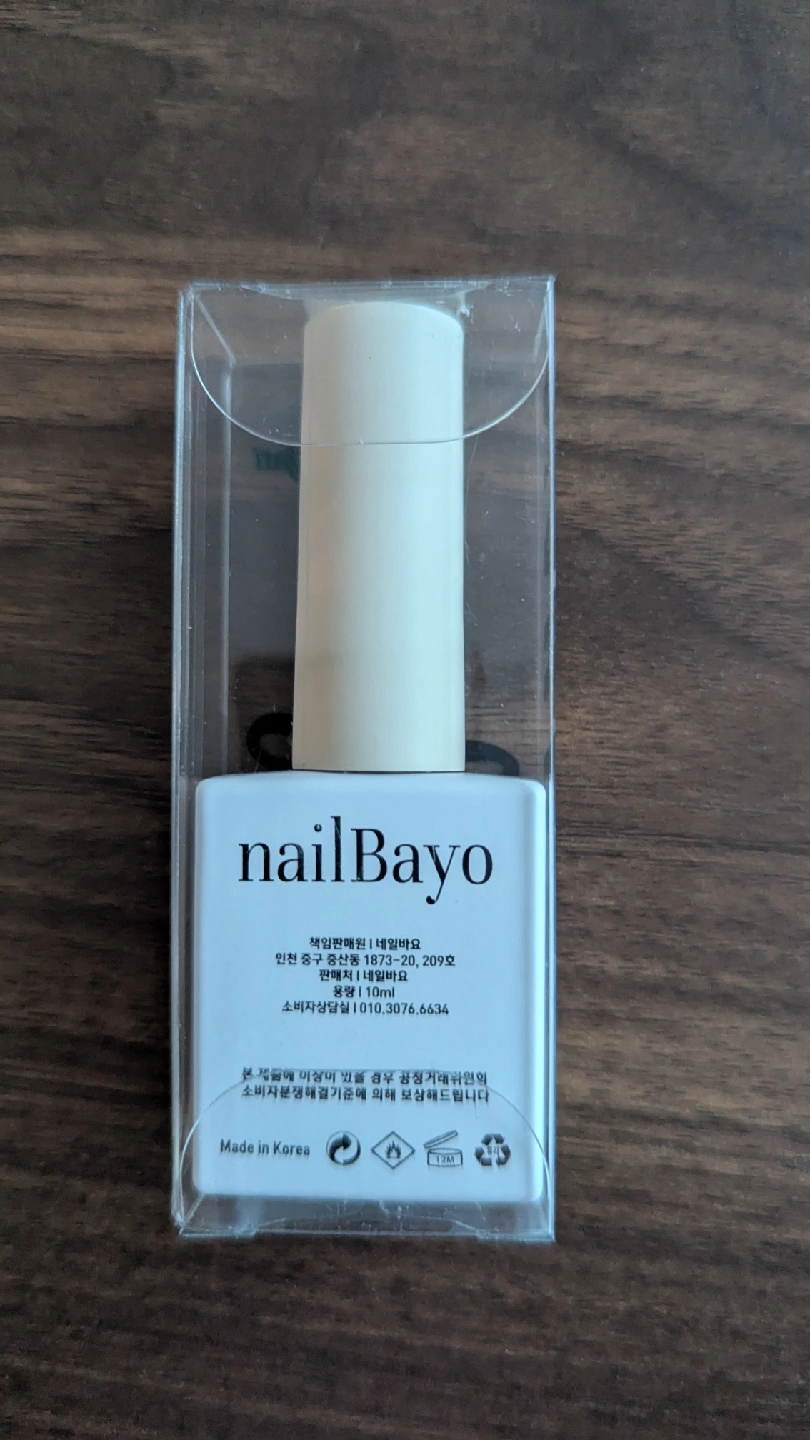 nailBayo
책임판매원 | 네일바요
인천 중구 중산동 1873-20, 209호
판매처 | 네일바요
용량 | 10ml
소비자상담실 | 010.3076.6634
본 제품에 이상이 있을 경우 공정거래위원회
소비자분쟁해결기준에 의해 보상해드립니다
Made in Korea
12M